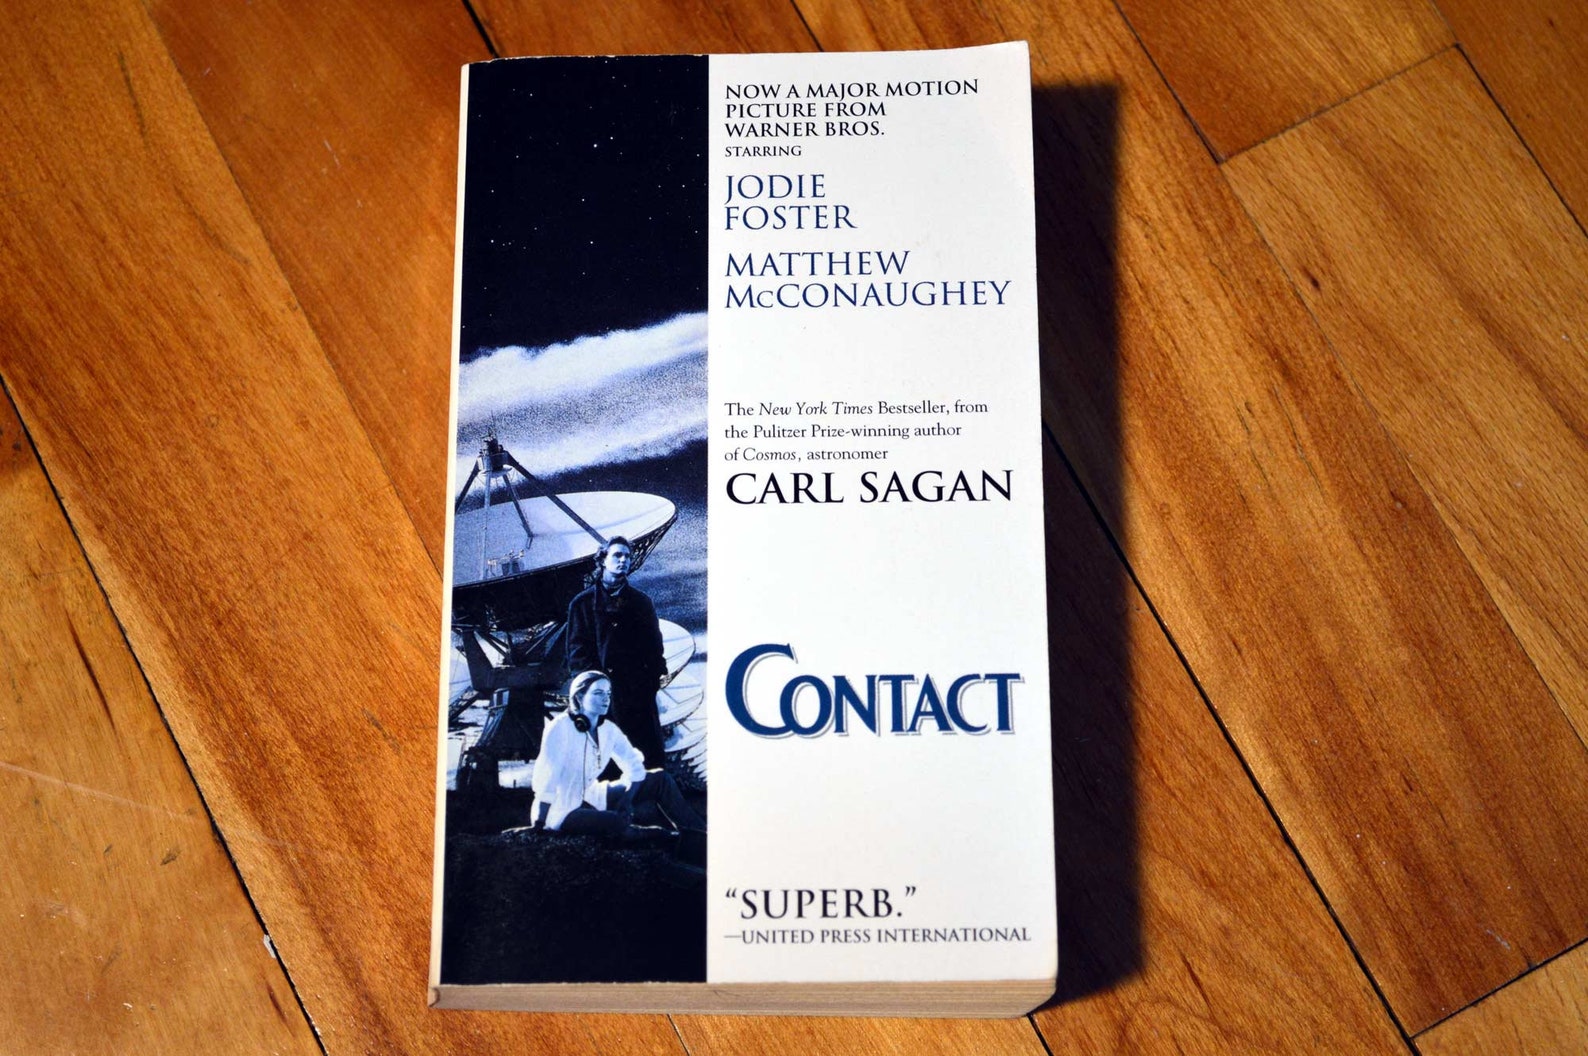 NOW A MAJOR MOTION
PICTURE FROM
WARNER BROS.
STARRING
JODIE
FOSTER
MATTHEW
McCONAUGHEY
The New York Times Bestseller, from
the Pulitzer Prize-winning author
of Cosmos, astronomer
CARL SAGAN
CONTACT
“SUPERB.”
—UNITED PRESS INTERNATIONAL